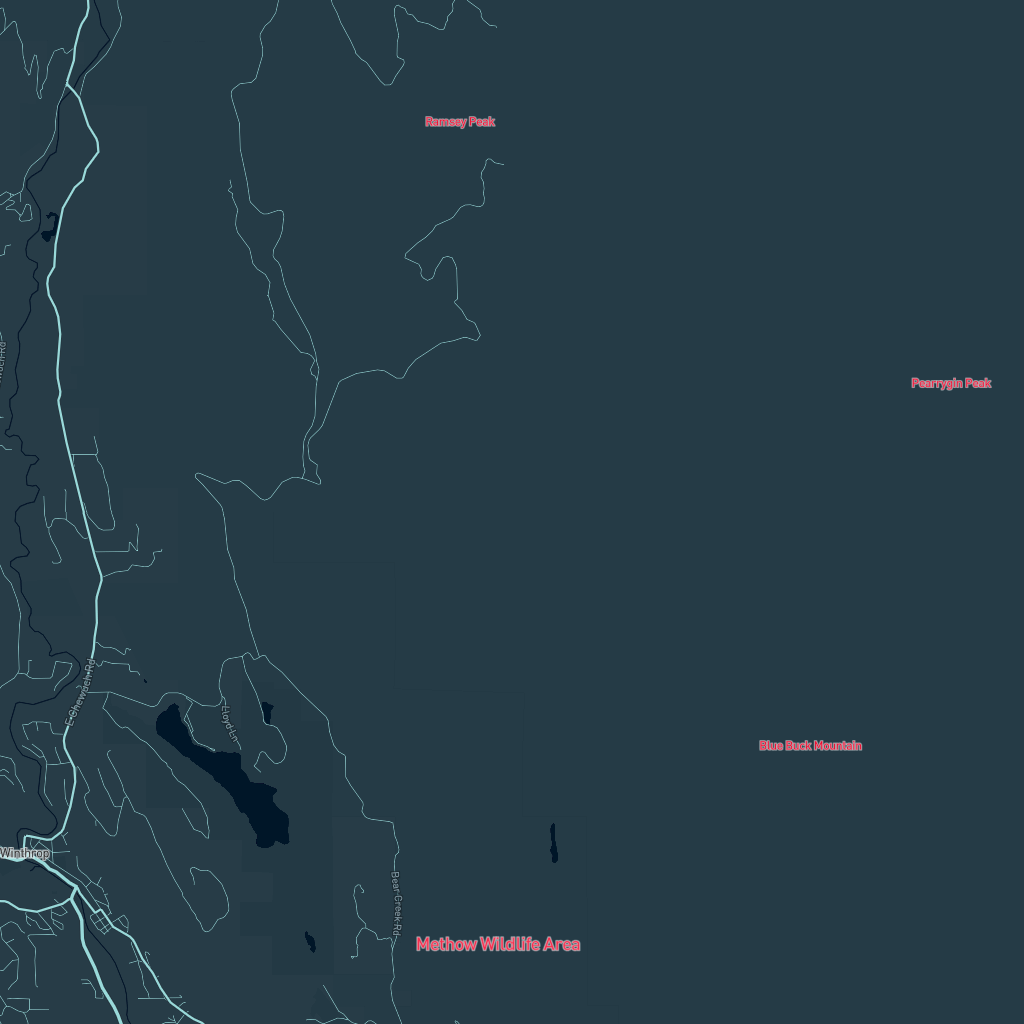 Ramsey Peak
Pearrygin Peak
E Chewuch Rd
Lloyd Ln
Blue Buck Mountain
Winthrop
Bear Creek Rd
Methow Wildlife Area